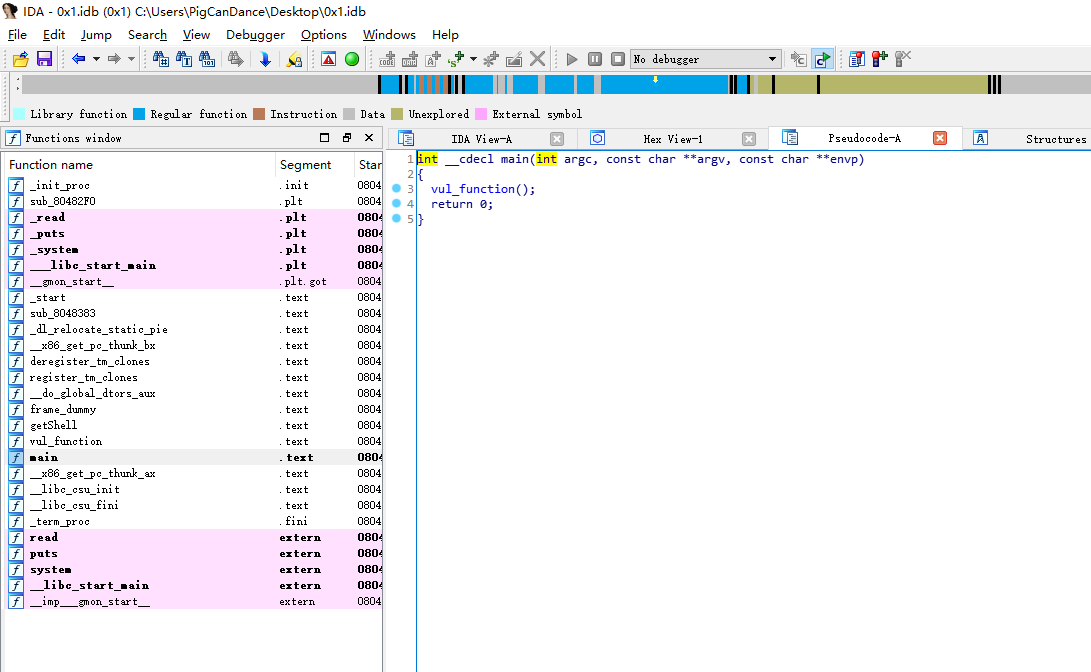 IDA - 0x1.idb (0x1) C:\Users\PigCanDance\Desktop\0x1.idb
File Edit Jump Search View Debugger Options Windows Help
No debugger
Library function Regular function Instruction Data Unexplored External symbol
Functions window
IDA View-A Hex View-1 Pseudocode-A Structures
Function name Segment Star
_init_proc .init 0804
sub_80482F0 .plt 0804
_read .plt 0804
_puts .plt 0804
_system .plt 0804
___libc_start_main .plt 0804
__gmon_start__ .plt.got 0804
_start .text 0804
sub_8048383 .text 0804
_dl_relocate_static_pie .text 0804
__x86_get_pc_thunk_bx .text 0804
deregister_tm_clones .text 0804
register_tm_clones .text 0804
__do_global_dtors_aux .text 0804
frame_dummy .text 0804
getShell .text 0804
vul_function .text 0804
main .text 0804
__x86_get_pc_thunk_ax .text 0804
__libc_csu_init .text 0804
__libc_csu_fini .text 0804
_term_proc .fini 0804
read extern 0804
puts extern 0804
system extern 0804
__libc_start_main extern 0804
__imp___gmon_start__ extern 0804
1 int __cdecl main(int argc, const char **argv, const char **envp)
2 {
3 vul_function();
4 return 0;
5 }